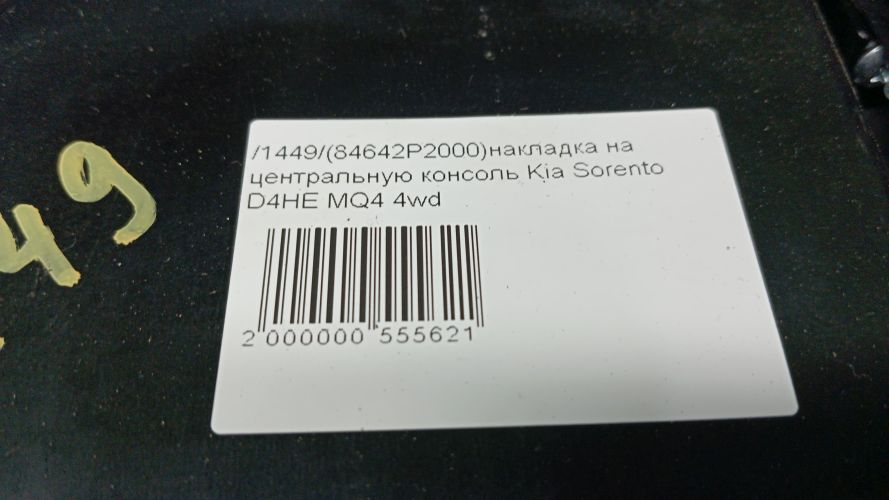 /1449/(84642P2000)накладка на
центральную консоль Kia Sorento
D4HE MQ4 4wd
2 000000 555621
49